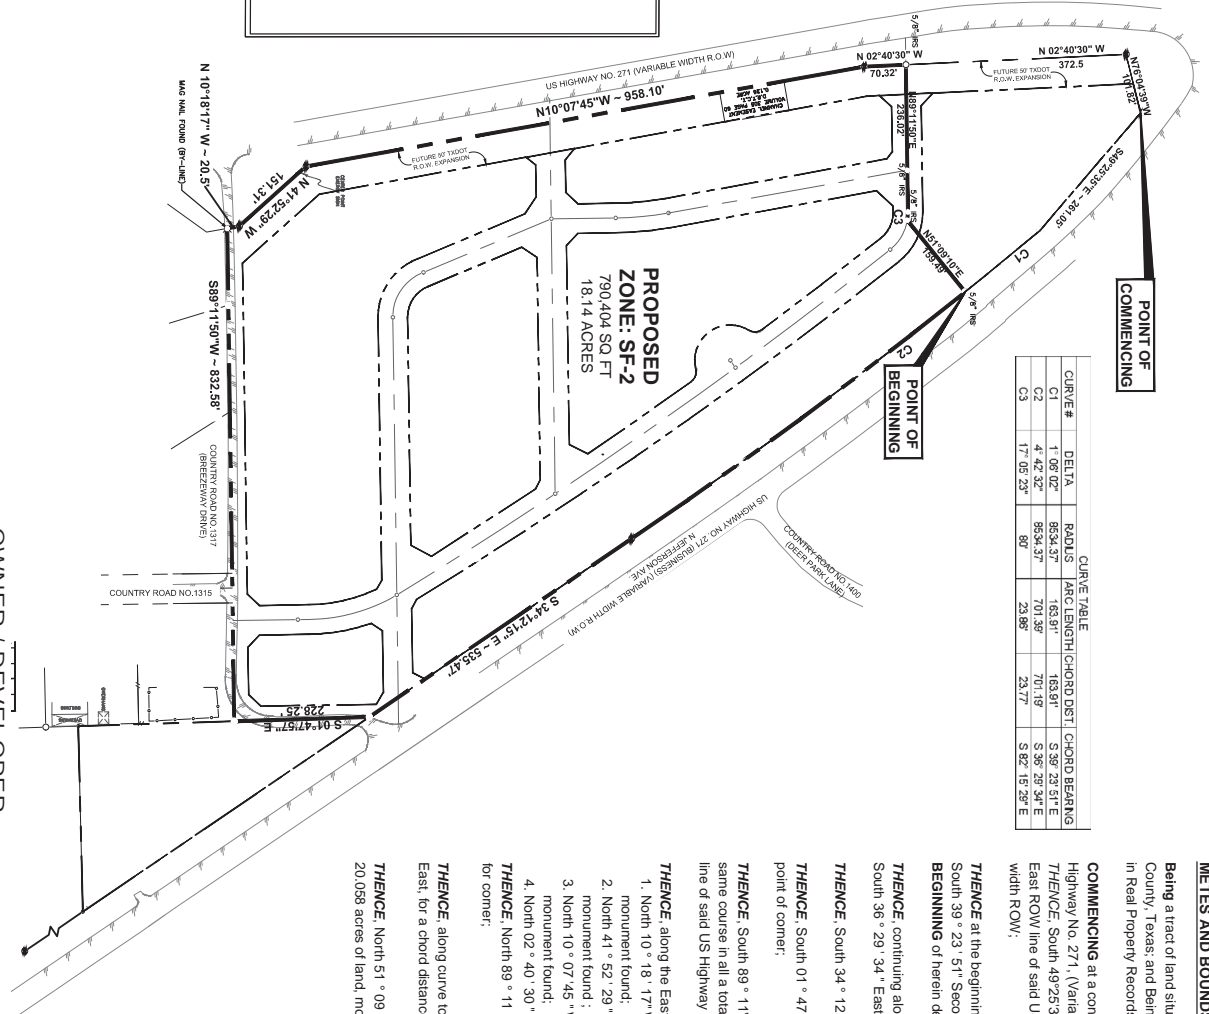 US HIGHWAY NO. 271 (VARIABLE WIDTH R.O.W)
N 02°40'30" W
70.32'
5/8" IRS
N 02°40'30" W
372.5
FUTURE 50' TXDOT
R.O.W. EXPANSION
N76°04'39"W
101.82'
N10°07'45"W ~ 958.10'
CHANNEL EASEMENT
FUTURE 50' TXDOT
R.O.W. EXPANSION
N89°11'50"E
236.02'
5/8" IRS
5/8" IRS
C3
N51°09'10"E
159.49'
S49°25'35"E ~ 261.05'
C1
5/8" IRS
C2
POINT OF
COMMENCING
POINT OF
BEGINNING
N 10°18'17" W ~ 20.5'
MAG NAIL FOUND (BY-LINE)
N 41°52'29" W
151.31'
S89°11'50"W ~ 832.58'
COUNTRY ROAD NO.1317
(BREEZEWAY DRIVE)
COUNTRY ROAD NO.1315
PROPOSED
ZONE: SF-2
790,404 SQ FT
18.14 ACRES
COUNTRY ROAD NO.1400
(DEER PARK LANE)
US HIGHWAY NO. 271 (BUSINESS) (VARIABLE WIDTH R.O.W)
N JEFFERSON AVE.
S 34°12'15" E ~ 535.47'
S 01°47'57" E
228.25'
CURVE TABLE
CURVE # DELTA RADIUS ARC LENGTH CHORD DIST. CHORD BEARING
C1 1° 06' 02" 8534.37' 163.91' 163.91' S 39° 23' 51" E
C2 4° 42' 32" 8534.37' 701.39' 701.19' S 36° 29' 34" E
C3 17° 05' 23" 80' 23.86' 23.77' S 82° 15' 29" E
METES AND BOUNDS
Being a tract of land situ
County, Texas; and Bein
in Real Property Records
COMMENCING at a con
Highway No. 271, (Varia
THENCE, South 49°25'3
East ROW line of said U
width ROW;
THENCE at the beginnin
South 39 ° 23 ' 51" Seco
BEGINNING of herein de
THENCE, continuing alo
South 36 ° 29 ' 34 " East
THENCE, South 34 ° 12
THENCE, South 01 ° 47
point of corner;
THENCE, South 89 ° 11'
same course in all a tota
line of said US Highway
THENCE, along the Eas
1. North 10 ° 18 ' 17"
monument found;
2. North 41 ° 52 ' 29 "
monument found ;
3. North 10 ° 07 ' 45 "
monument found;
4. North 02 ° 40 ' 30 "
THENCE, North 89 ° 11
for corner;
THENCE, along curve to
East, for a chord distanc
THENCE, North 51 ° 09
20.058 acres of land, mo
OWNER / DEVELOPER